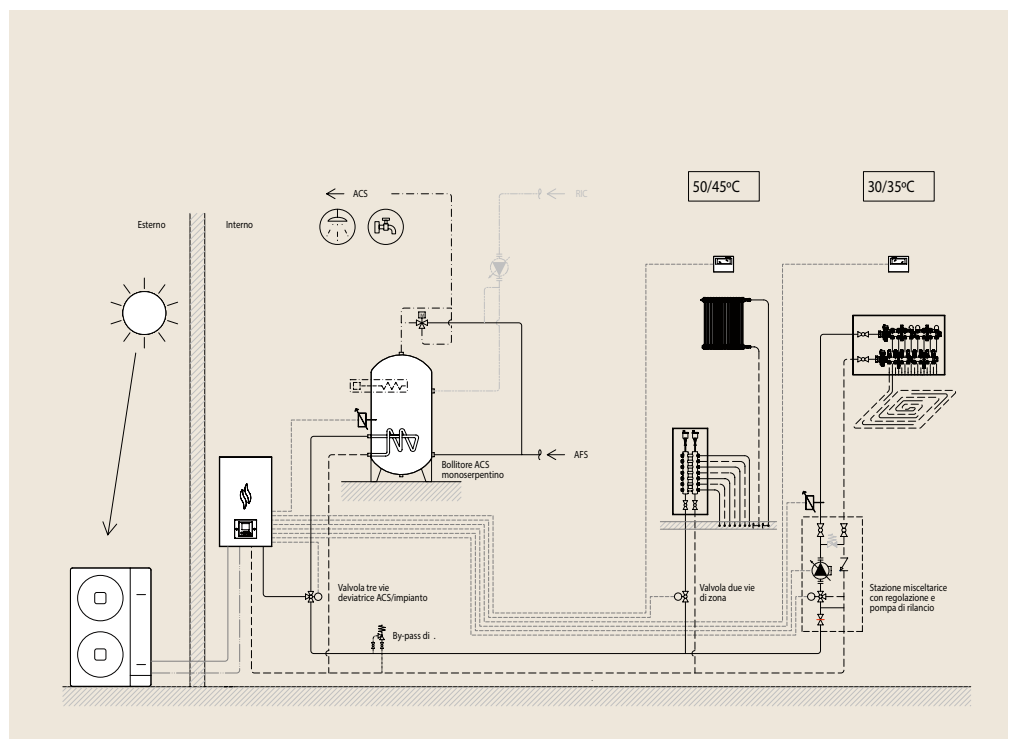 50/45ºC
30/35ºC
ACS
RIC
Esterno
Interno
AFS
Bollitore ACS
monoserpentino
Valvola tre vie
deviatrice ACS/impianto
Valvola due vie
di zona
Stazione misceltarice
con regolazione e
pompa di rilancio
By-pass di .